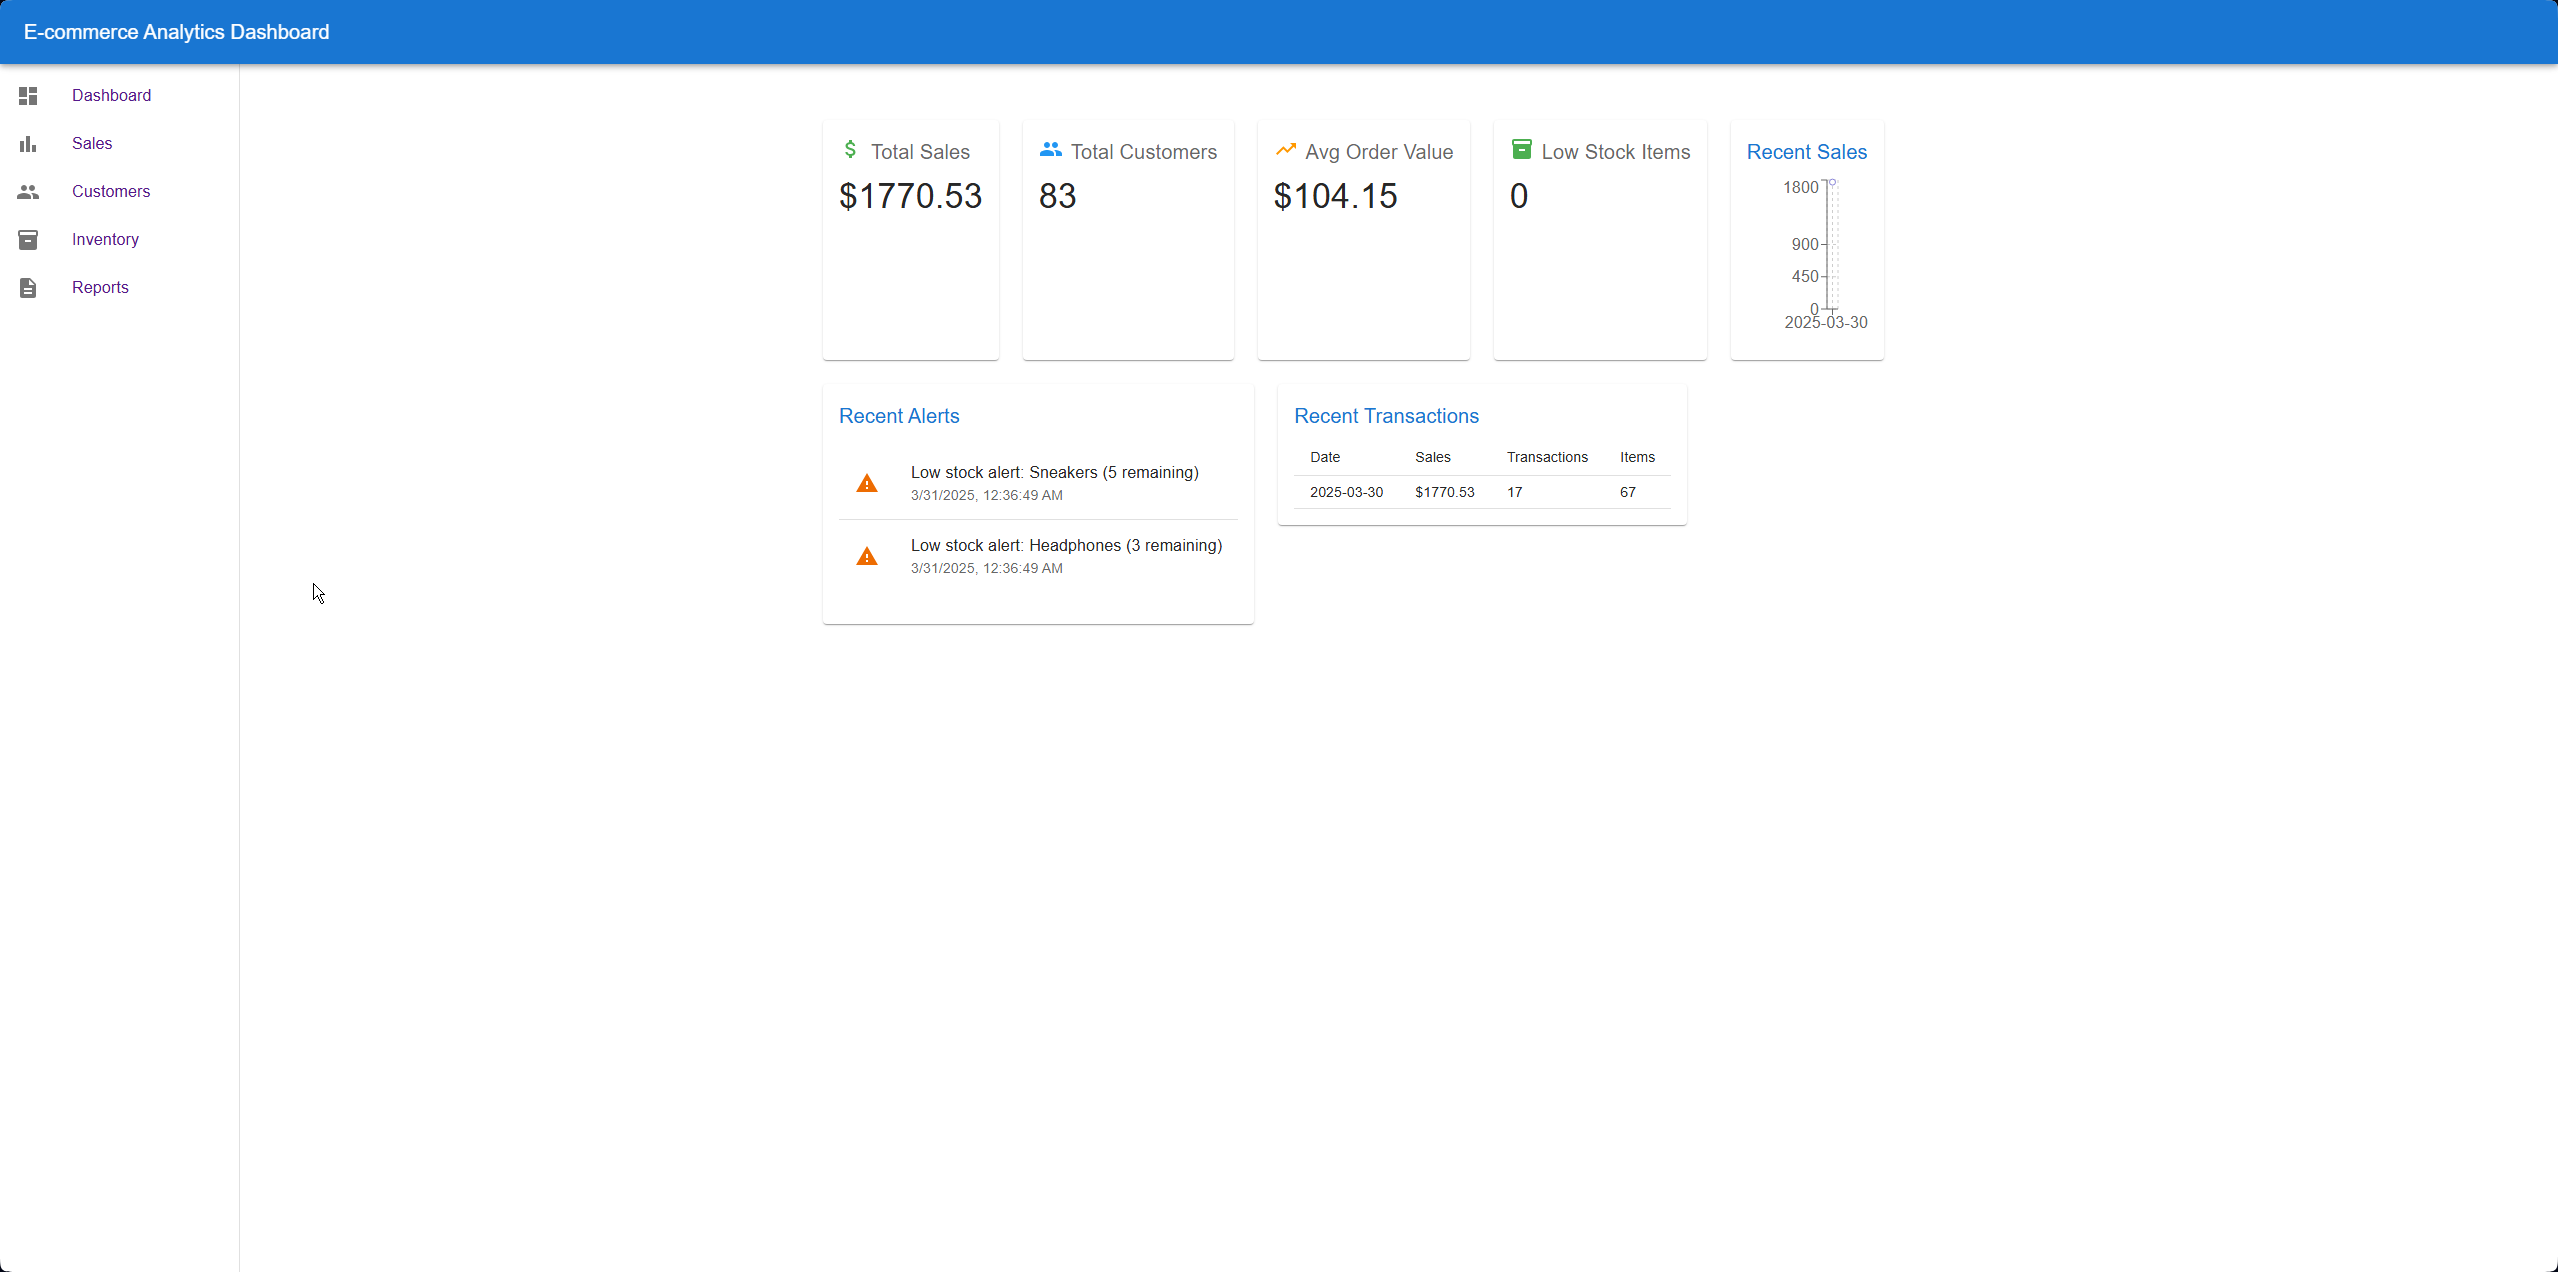 E-commerce Analytics Dashboard
Dashboard
Sales
Customers
Inventory
Reports
Total Sales
$1770.53
Total Customers
83
Avg Order Value
$104.15
Low Stock Items
0
Recent Sales
1800
900
450
0
2025-03-30
Recent Alerts
Low stock alert: Sneakers (5 remaining)
3/31/2025, 12:36:49 AM
Low stock alert: Headphones (3 remaining)
3/31/2025, 12:36:49 AM
Recent Transactions
Date Sales Transactions Items
2025-03-30 $1770.53 17 67